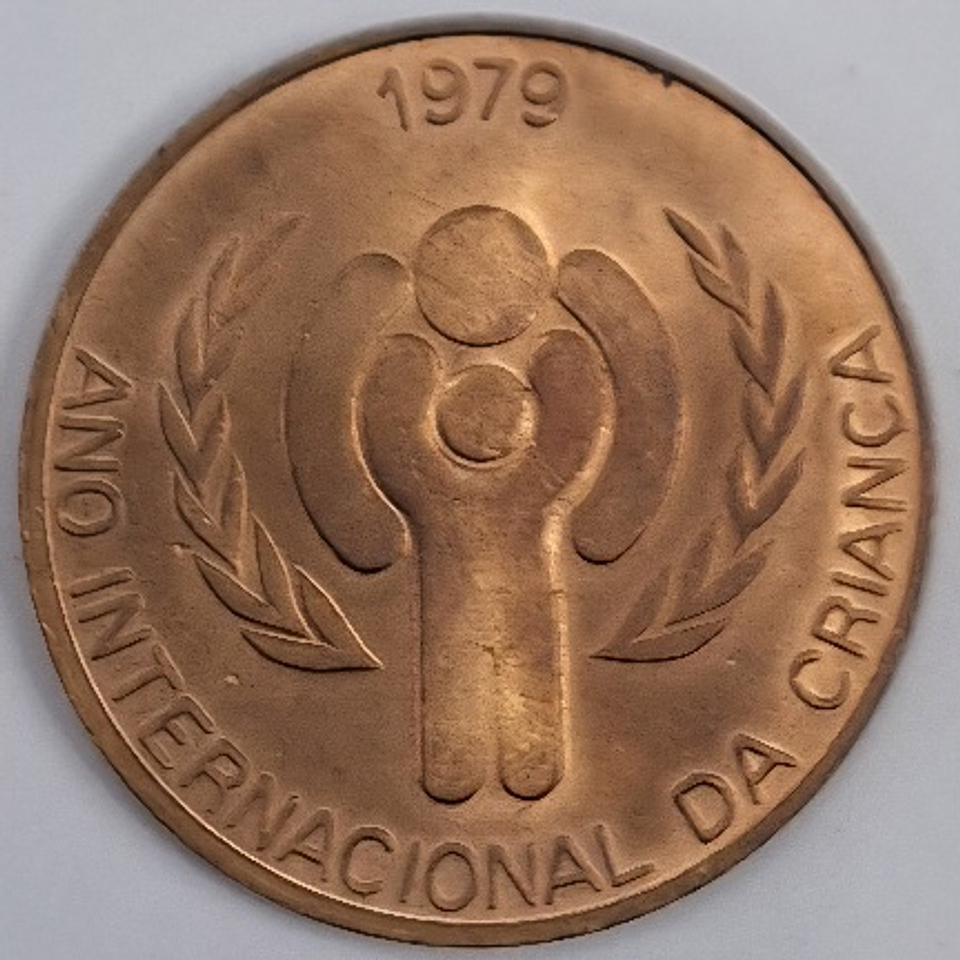 1979
ANO INTERNACIONAL DA CRIANÇA